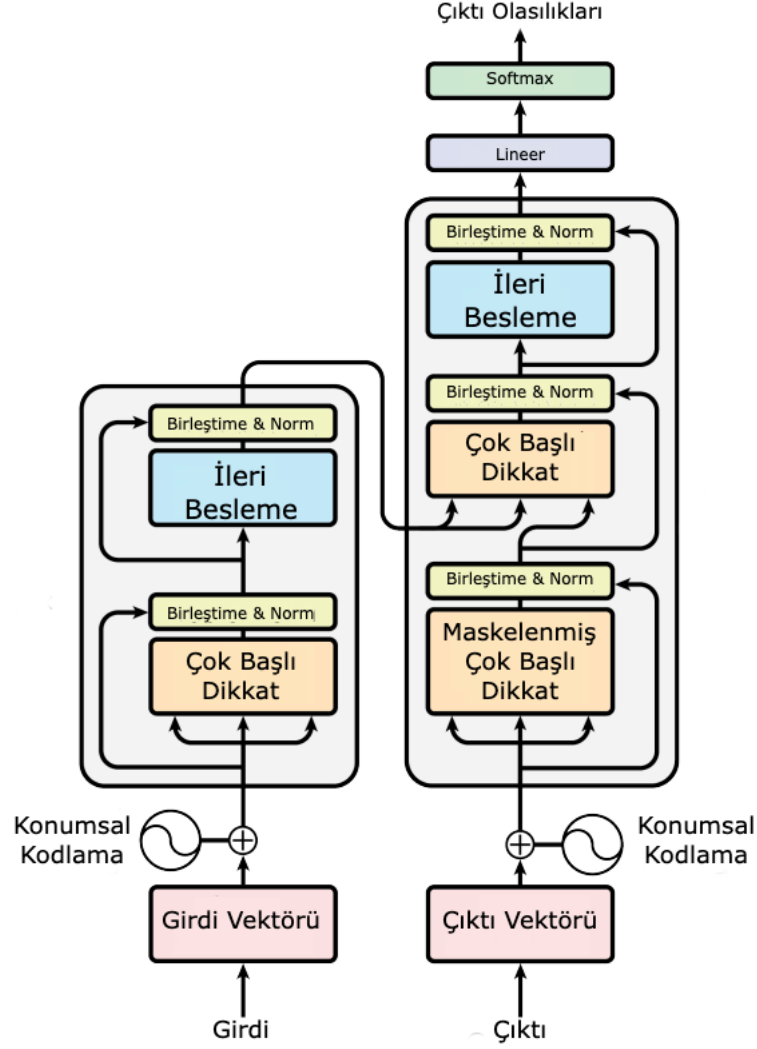 Çıktı Olasılıkları
Softmax
Lineer
Birleştime & Norm
İleri
Besleme
Birleştime & Norm
Çok Başlı
Dikkat
Birleştime & Norm
Maskelenmiş
Çok Başlı
Dikkat
Birleştime & Norm
İleri
Besleme
Birleştime & Norm
Çok Başlı
Dikkat
Konumsal
Kodlama
Konumsal
Kodlama
Girdi Vektörü
Çıktı Vektörü
Girdi
Çıktı